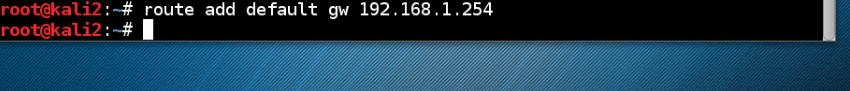 root@kali2:~# route add default gw 192.168.1.254
root@kali2:~#